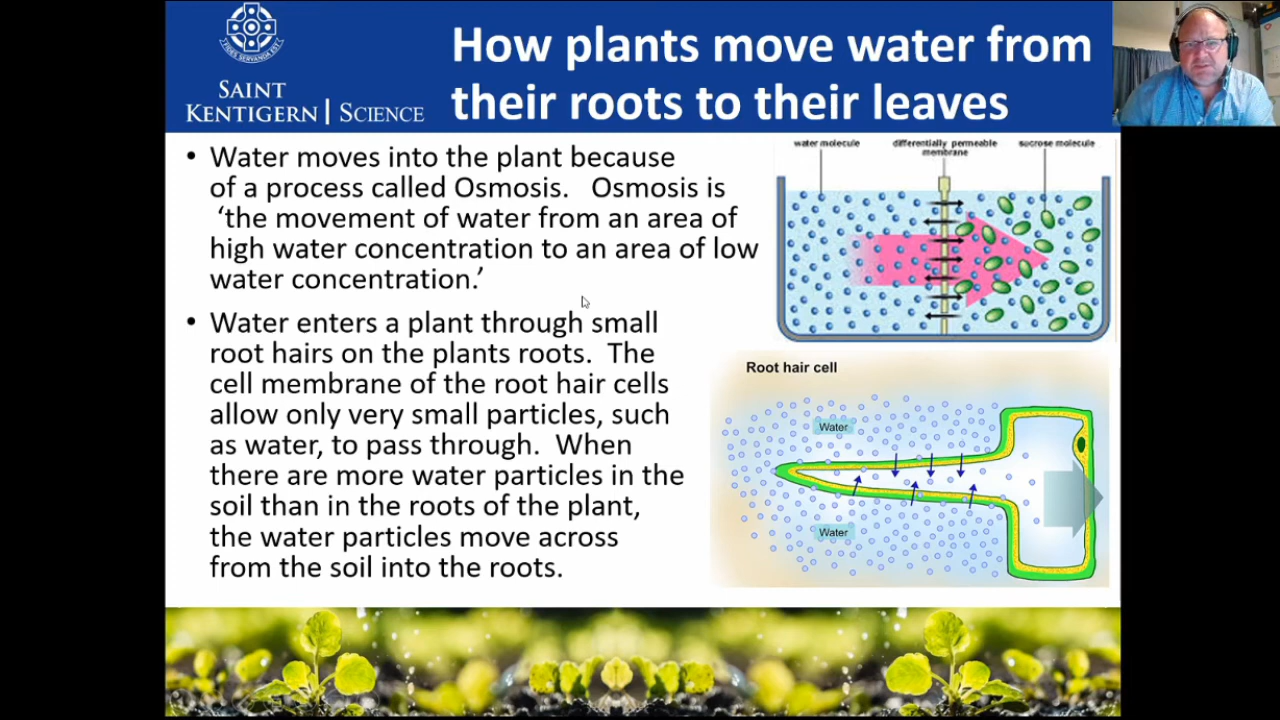 FIDES SERVANDA EST
SAINT
KENTIGERN | SCIENCE
How plants move water from
their roots to their leaves
• Water moves into the plant because
of a process called Osmosis. Osmosis is
‘the movement of water from an area of
high water concentration to an area of low
water concentration.’
• Water enters a plant through small
root hairs on the plants roots. The
cell membrane of the root hair cells
allow only very small particles, such
as water, to pass through. When
there are more water particles in the
soil than in the roots of the plant,
the water particles move across
from the soil into the roots.
water molecule
differentially permeable
membrane
sucrose molecule
Root hair cell
Water
Water